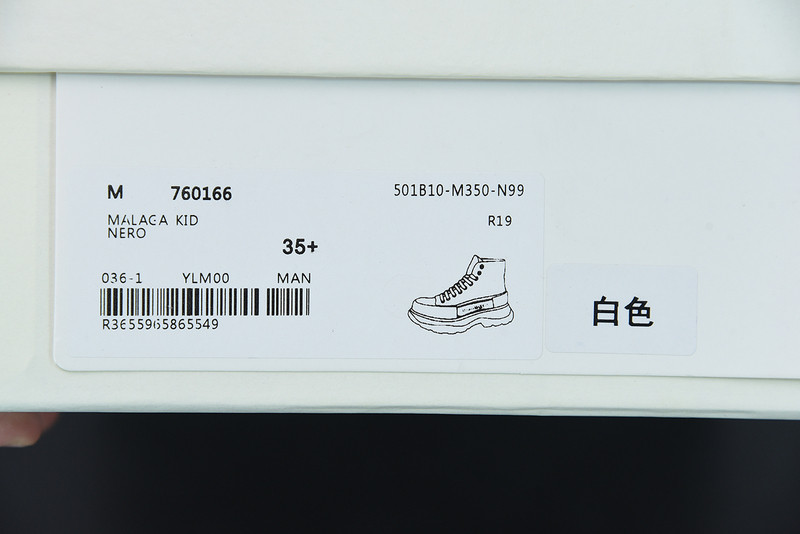 M 760166
501B10-M350-N99
MALAGA KID
NERO
R19
35+
036-1 YLM00 MAN
R3655965865549
白色